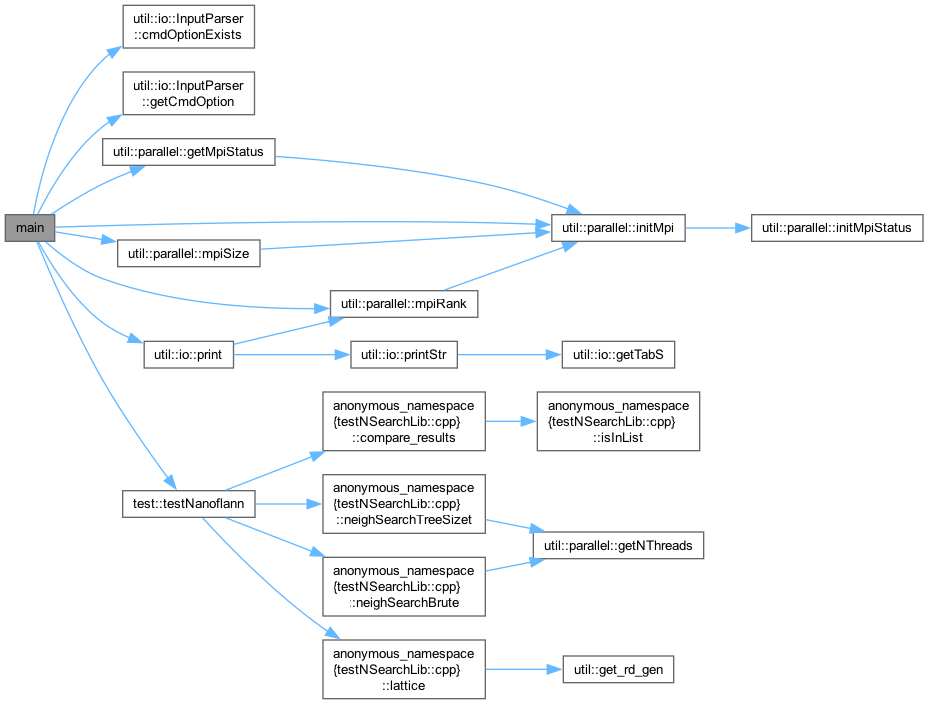 util::io::InputParser
::cmdOptionExists
util::io::InputParser
::getCmdOption
util::parallel::getMpiStatus
main
util::parallel::initMpi
util::parallel::initMpiStatus
util::parallel::mpiSize
util::parallel::mpiRank
util::io::print
util::io::printStr
util::io::getTabS
anonymous_namespace
{testNSearchLib::cpp}
::compare_results
anonymous_namespace
{testNSearchLib::cpp}
::isInList
test::testNanoflann
anonymous_namespace
{testNSearchLib::cpp}
::neighSearchTreeSizet
util::parallel::getNThreads
anonymous_namespace
{testNSearchLib::cpp}
::neighSearchBrute
anonymous_namespace
{testNSearchLib::cpp}
::lattice
util::get_rd_gen